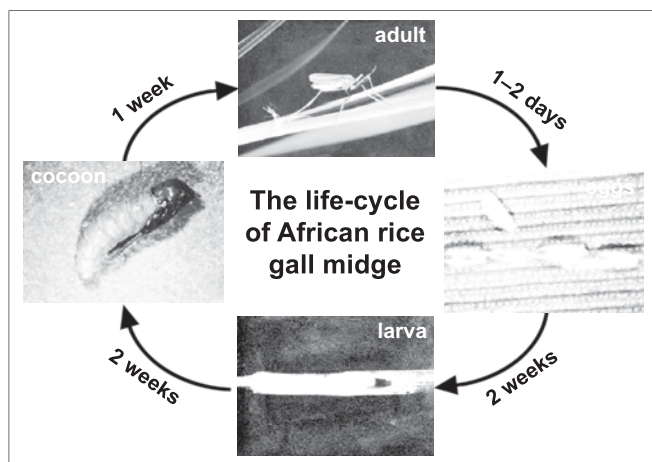 adult
1 week
1–2 days
cocoon
eggs
The life-cycle
of African rice
gall midge
larva
2 weeks
2 weeks